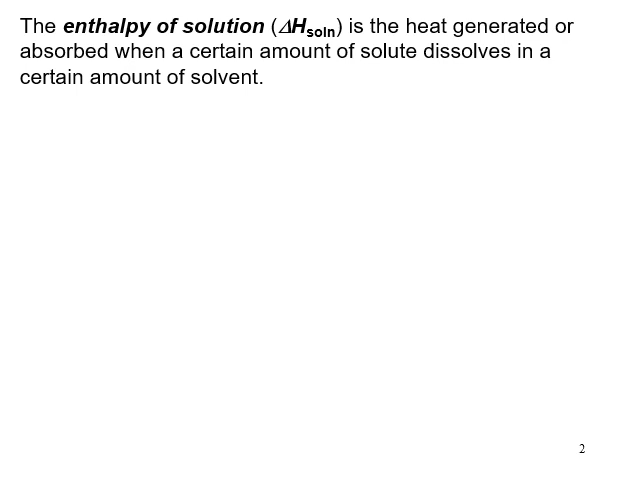 The enthalpy of solution (ΔHsoln) is the heat generated or
absorbed when a certain amount of solute dissolves in a
certain amount of solvent.
2